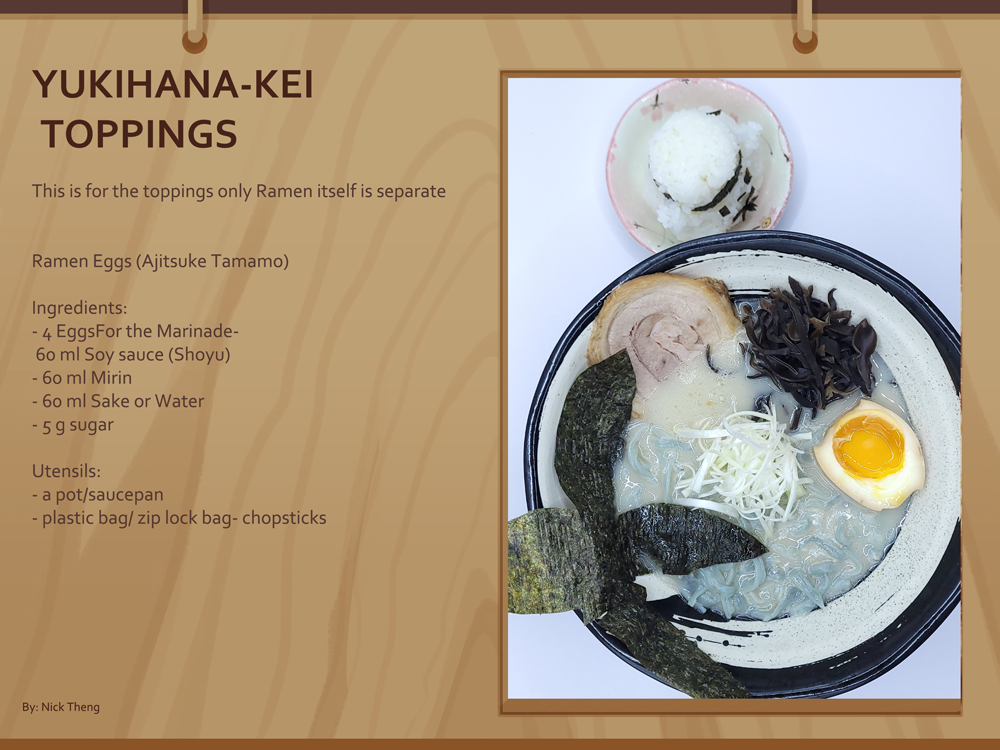 YUKIHANA-KEI
TOPPINGS
This is for the toppings only Ramen itself is separate
Ramen Eggs (Ajitsuke Tamamo)
Ingredients:
- 4 EggsFor the Marinade-
60 ml Soy sauce (Shoyu)
- 60 ml Mirin
- 60 ml Sake or Water
- 5 g sugar
Utensils:
- a pot/saucepan
- plastic bag/ zip lock bag- chopsticks
By: Nick Theng